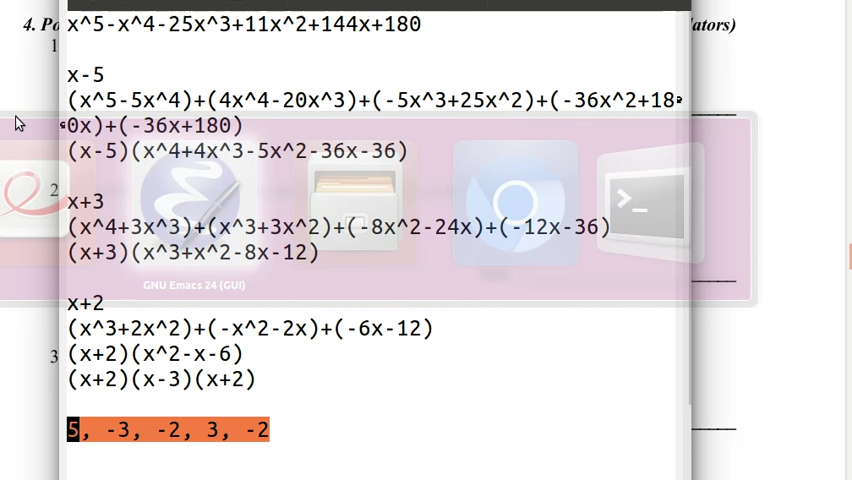 4. Po
ators)
1
x^5-x^4-25x^3+11x^2+144x+180
x-5
(x^5-5x^4)+(4x^4-20x^3)+(-5x^3+25x^2)+(-36x^2+18
0x)+(-36x+180)
(x-5)(x^4+4x^3-5x^2-36x-36)
2
x+3
(x^4+3x^3)+(x^3+3x^2)+(-8x^2-24x)+(-12x-36)
(x+3)(x^3+x^2-8x-12)
GNU Emacs 24 (GUI)
x+2
(x^3+2x^2)+(-x^2-2x)+(-6x-12)
3
(x+2)(x^2-x-6)
(x+2)(x-3)(x+2)
5, -3, -2, 3, -2